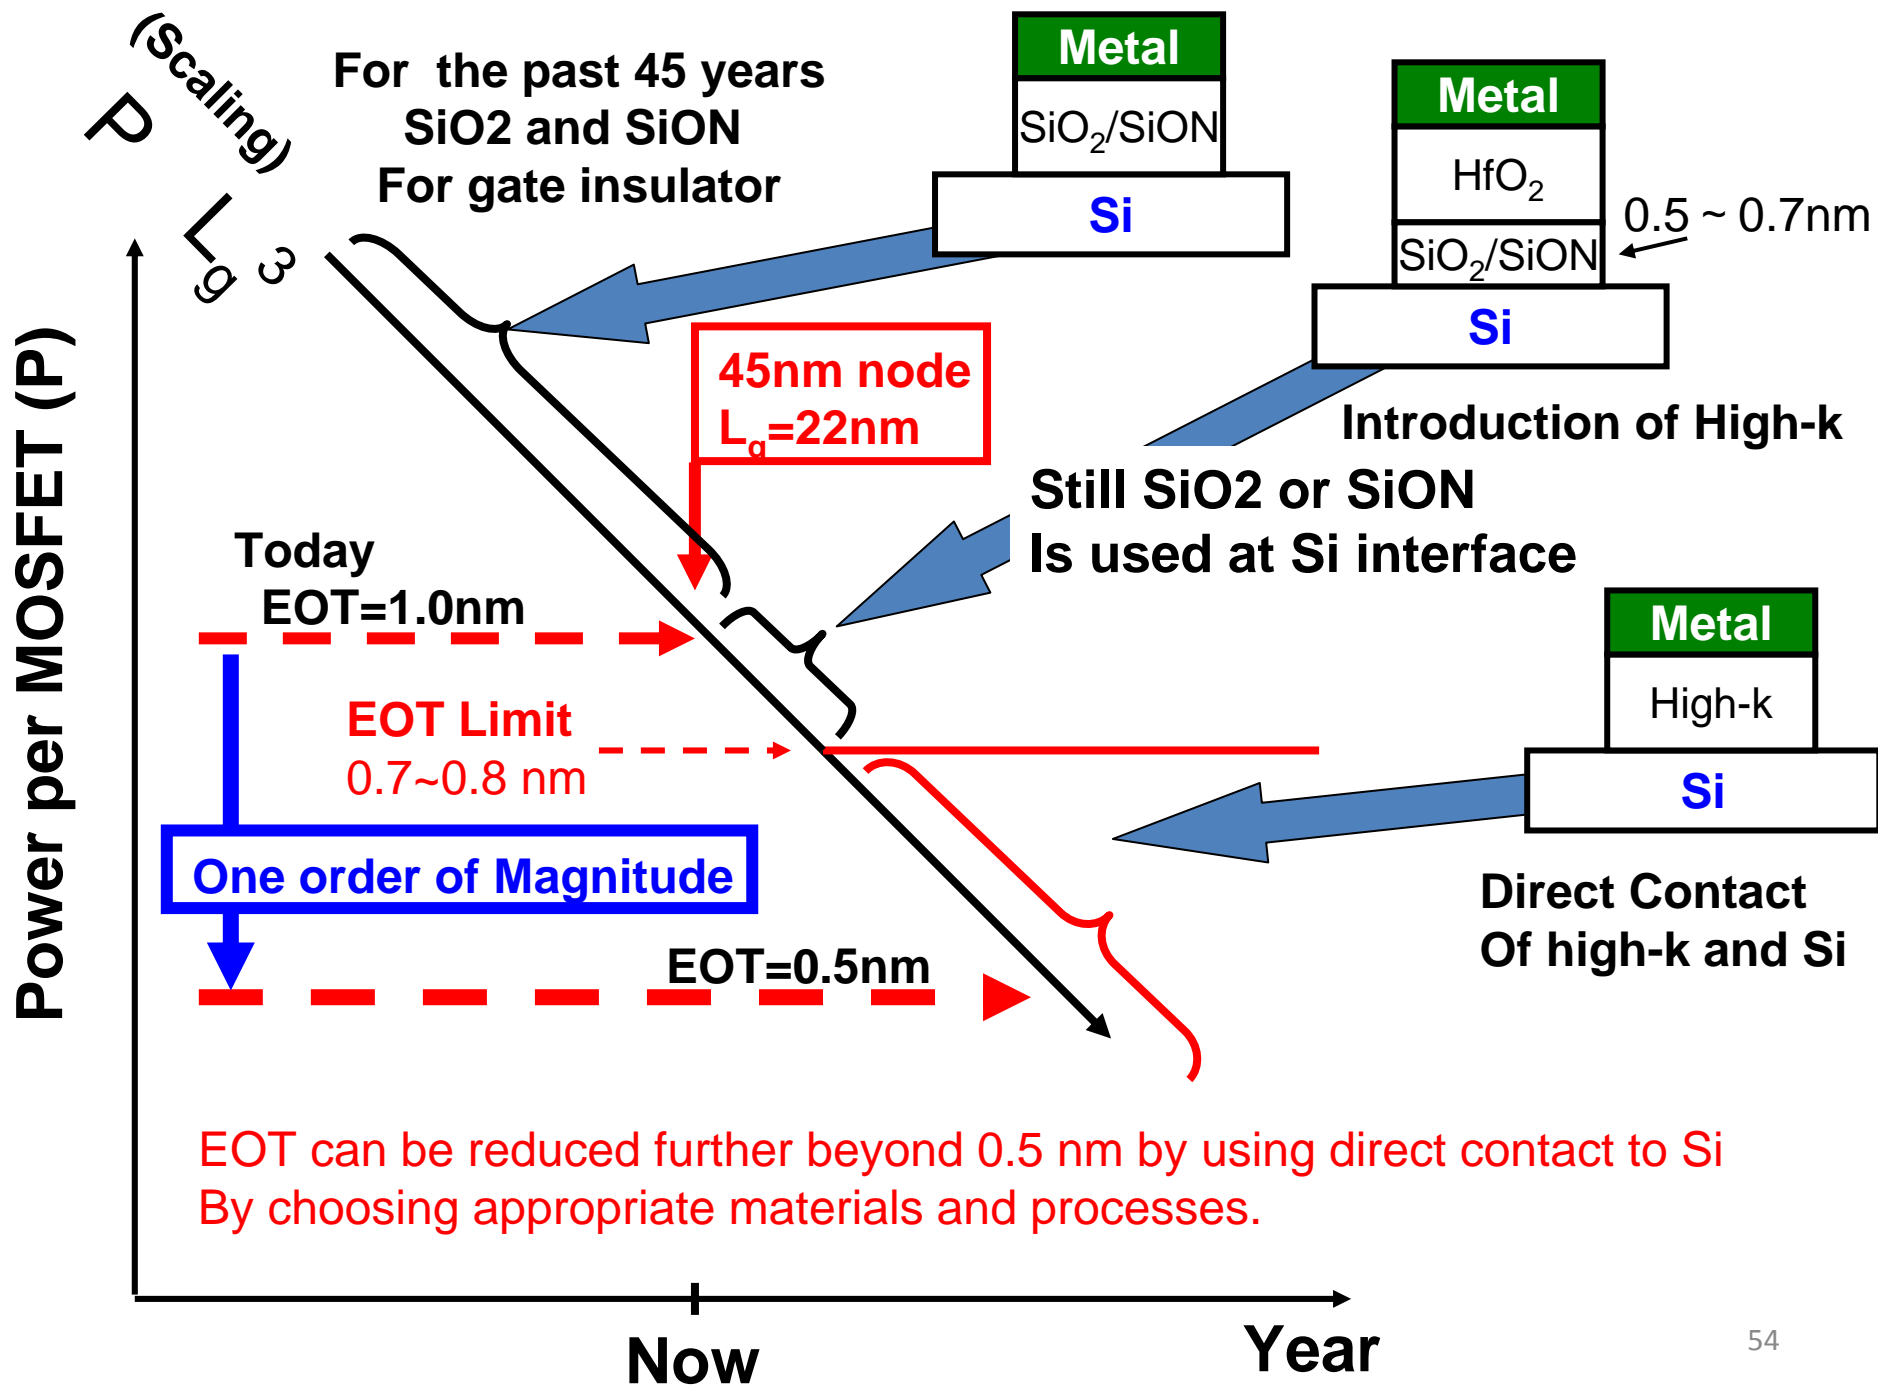 (Scaling)
P
Lg 3
For the past 45 years
SiO2 and SiON
For gate insulator
Metal
SiO2/SiON
Si
Metal
HfO2
SiO2/SiON
Si
0.5 ~ 0.7nm
Introduction of High-k
Still SiO2 or SiON
Is used at Si interface
45nm node
Lg=22nm
Power per MOSFET (P)
Today
EOT=1.0nm
EOT Limit
0.7~0.8 nm
One order of Magnitude
EOT=0.5nm
Metal
High-k
Si
Direct Contact
Of high-k and Si
EOT can be reduced further beyond 0.5 nm by using direct contact to Si
By choosing appropriate materials and processes.
Now
Year
54